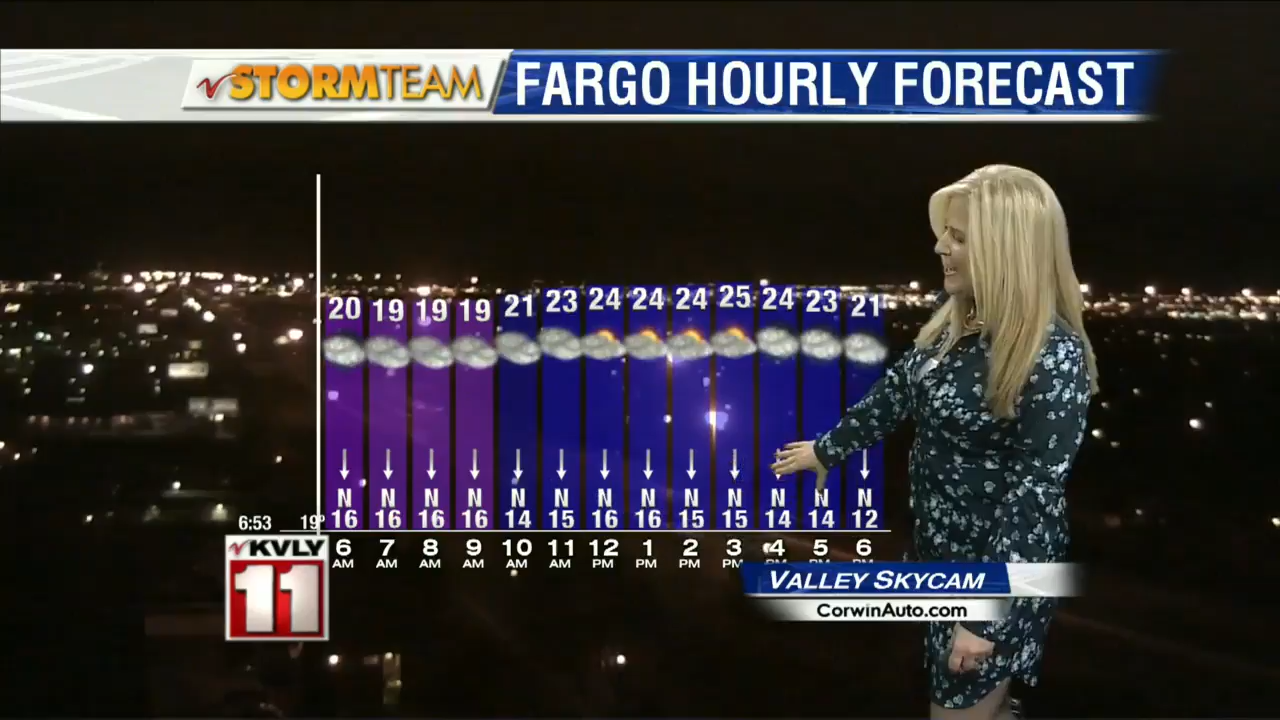 STORMTEAM FARGO HOURLY FORECAST
20 19 19 19 21 23 24 24 24 25 24 23 21
N N N N N N N N N N N N N
16 16 16 16 14 15 16 16 15 15 14 14 12
6:53 19°
6 7 8 9 10 11 12 1 2 3 4 5 6
AM AM AM AM AM AM PM PM PM PM PM PM PM
KVLY
11
VALLEY SKYCAM
CorwinAuto.com